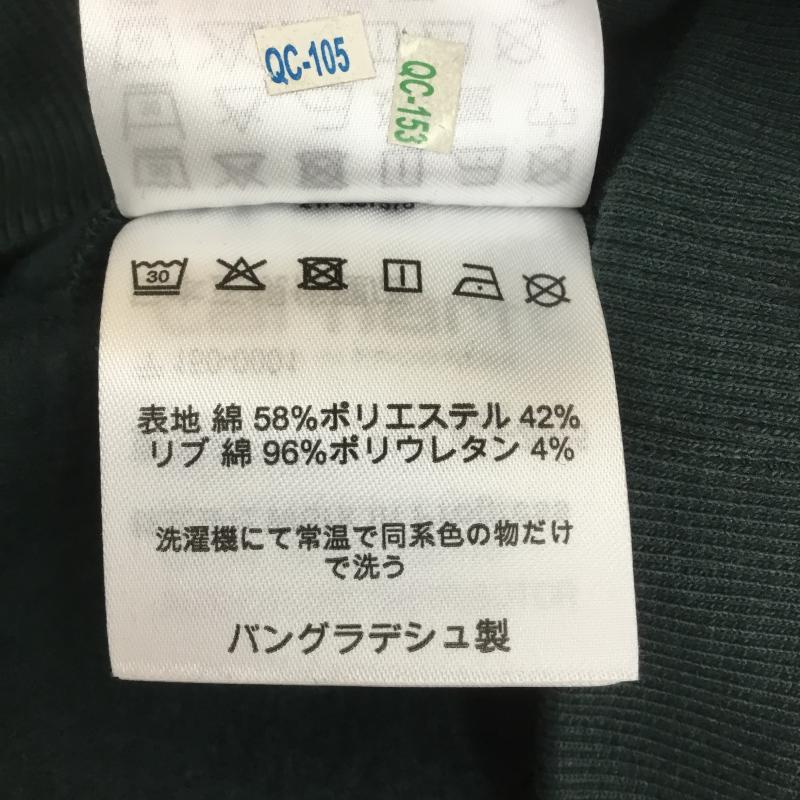 QC-105
QC-153
30
表地 綿 58%ポリエステル 42%
リブ 綿 96%ポリウレタン 4%
洗濯機にて常温で同系色の物だけ
で洗う
バングラデシュ製